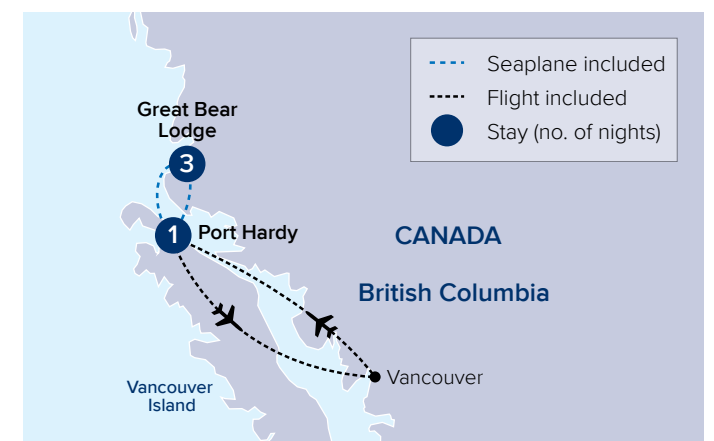 Seaplane included
Flight included
Stay (no. of nights)
Great Bear
Lodge
3
1
Port Hardy
CANADA
British Columbia
Vancouver
Vancouver
Island